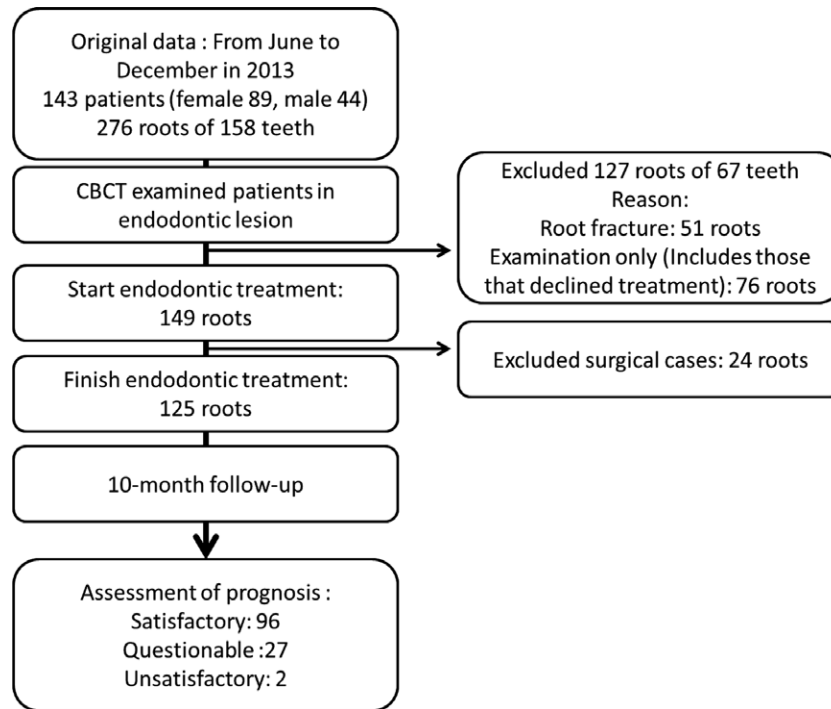 Original data : From June to
December in 2013
143 patients (female 89, male 44)
276 roots of 158 teeth
CBCT examined patients in
endodontic lesion
Excluded 127 roots of 67 teeth
Reason:
Root fracture: 51 roots
Examination only (Includes those
that declined treatment): 76 roots
Start endodontic treatment:
149 roots
Excluded surgical cases: 24 roots
Finish endodontic treatment:
125 roots
10-month follow-up
Assessment of prognosis :
Satisfactory: 96
Questionable :27
Unsatisfactory: 2